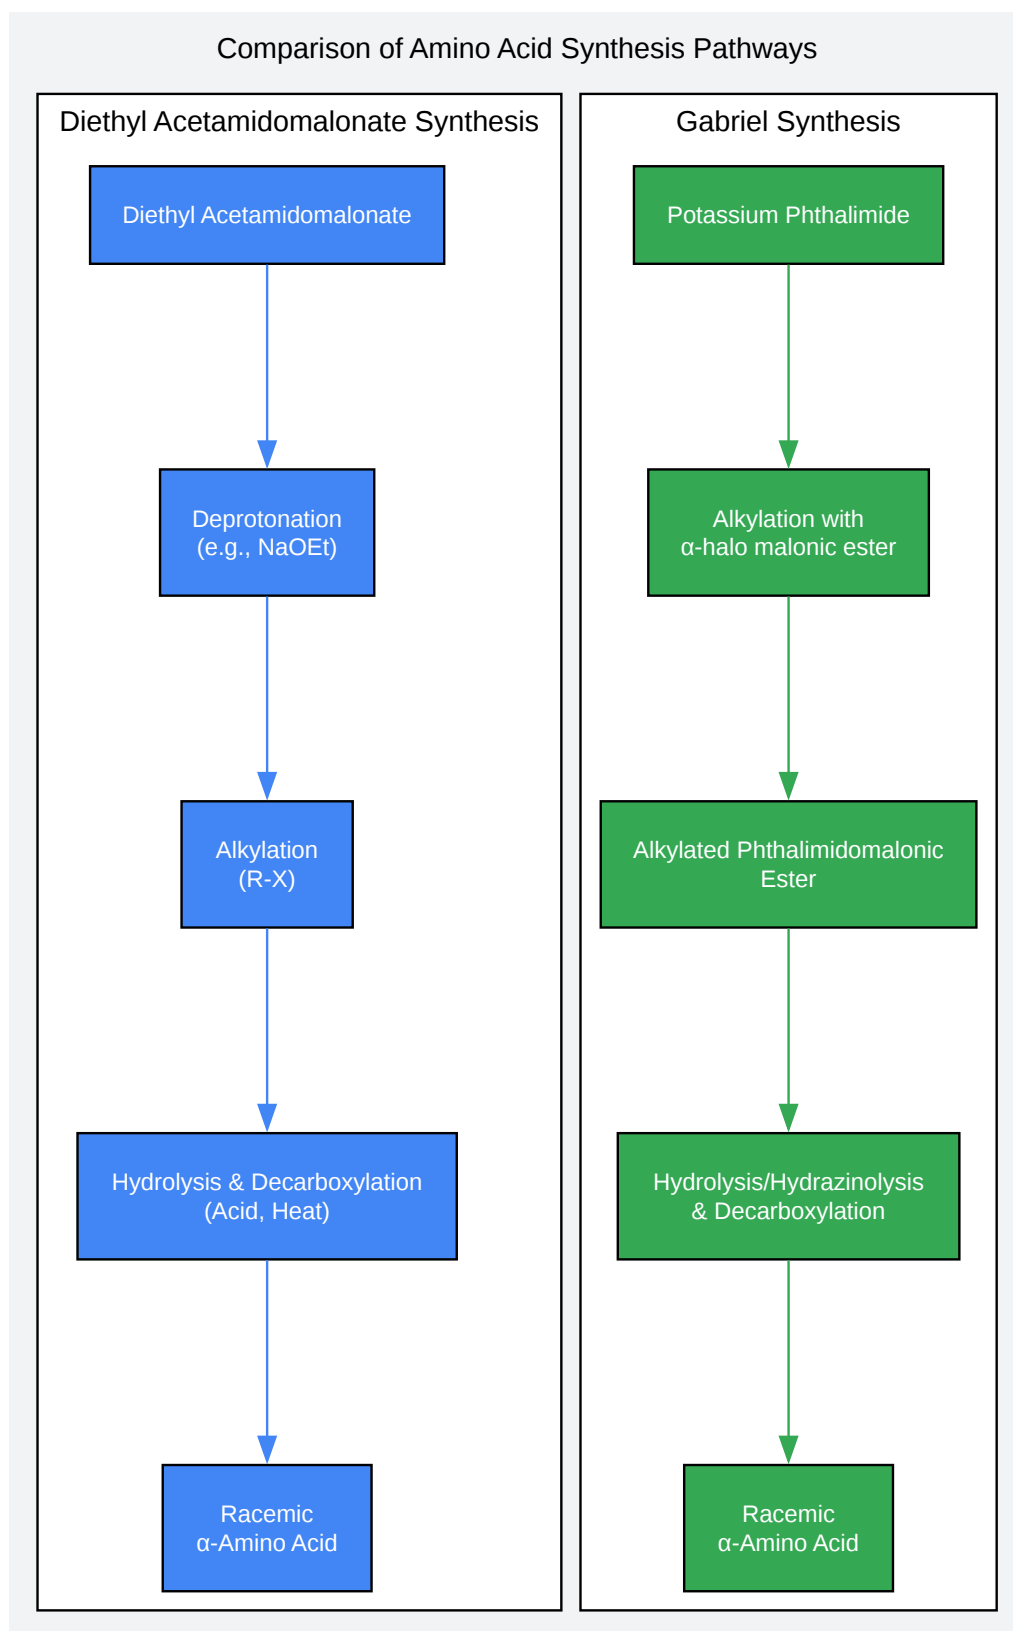 Comparison of Amino Acid Synthesis Pathways
Diethyl Acetamidomalonate Synthesis
Diethyl Acetamidomalonate
Deprotonation
(e.g., NaOEt)
Alkylation
(R-X)
Hydrolysis & Decarboxylation
(Acid, Heat)
Racemic
α-Amino Acid
Gabriel Synthesis
Potassium Phthalimide
Alkylation with
α-halo malonic ester
Alkylated Phthalimidomalonic
Ester
Hydrolysis/Hydrazinolysis
& Decarboxylation
Racemic
α-Amino Acid